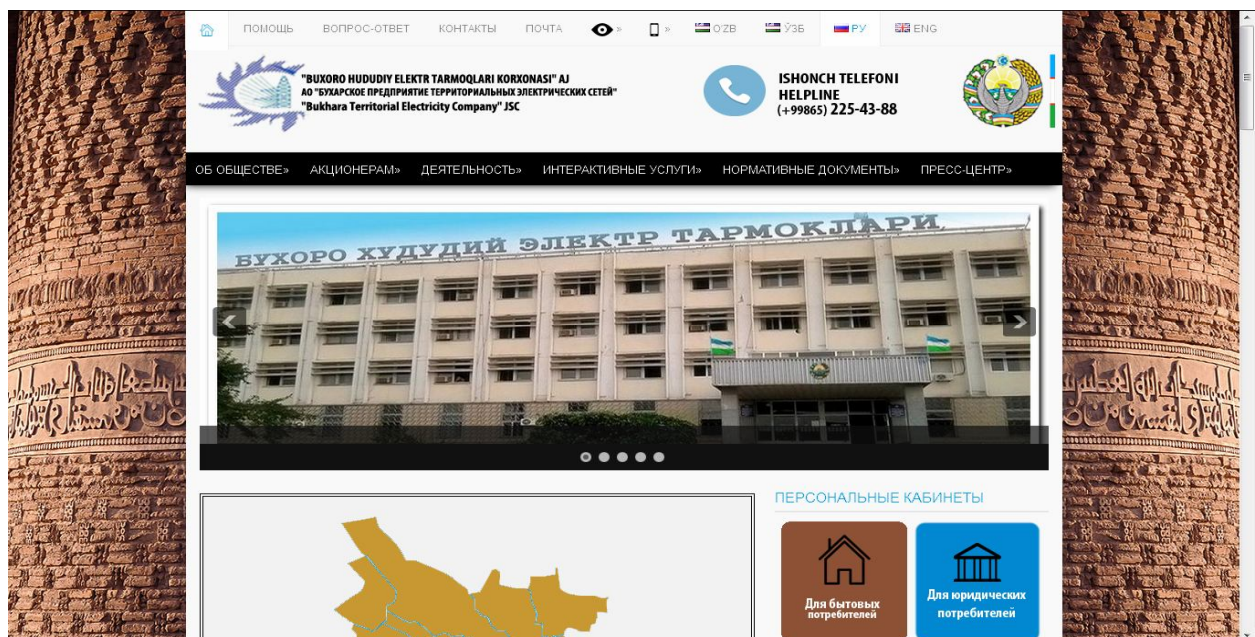 ПОМОЩЬ ВОПРОС-ОТВЕТ КОНТАКТЫ ПОЧТА » » O'ZB ЎЗБ РУ ENG
"BUXORO HUDUDIY ELEKTR TARMOQLARI KORXONASI" AJ
АО "БУХАРСКОЕ ПРЕДПРИЯТИЕ ТЕРРИТОРИАЛЬНЫХ ЭЛЕКТРИЧЕСКИХ СЕТЕЙ"
"Bukhara Territorial Electricity Company" JSC
ISHONCH TELEFONI
HELPLINE
(+99865) 225-43-88
ОБ ОБЩЕСТВЕ» АКЦИОНЕРАМ» ДЕЯТЕЛЬНОСТЬ» ИНТЕРАКТИВНЫЕ УСЛУГИ» НОРМАТИВНЫЕ ДОКУМЕНТЫ» ПРЕСС-ЦЕНТР»
БУХОРО ХУДУДИЙ ЭЛЕКТР ТАРМОКЛАРИ
ПЕРСОНАЛЬНЫЕ КАБИНЕТЫ
Для бытовых
потребителей
Для юридических
потребителей